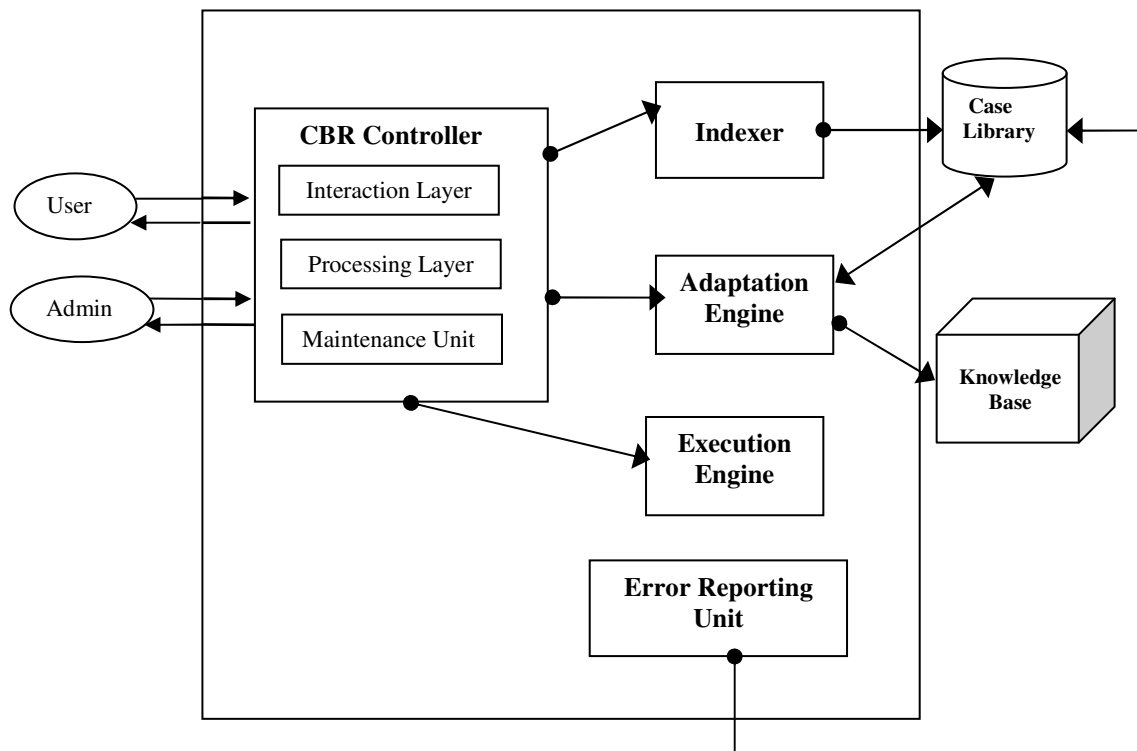 CBR Controller
Interaction Layer
Processing Layer
Maintenance Unit
User
Admin
Indexer
Adaptation
Engine
Execution
Engine
Error Reporting
Unit
Case
Library
Knowledge
Base